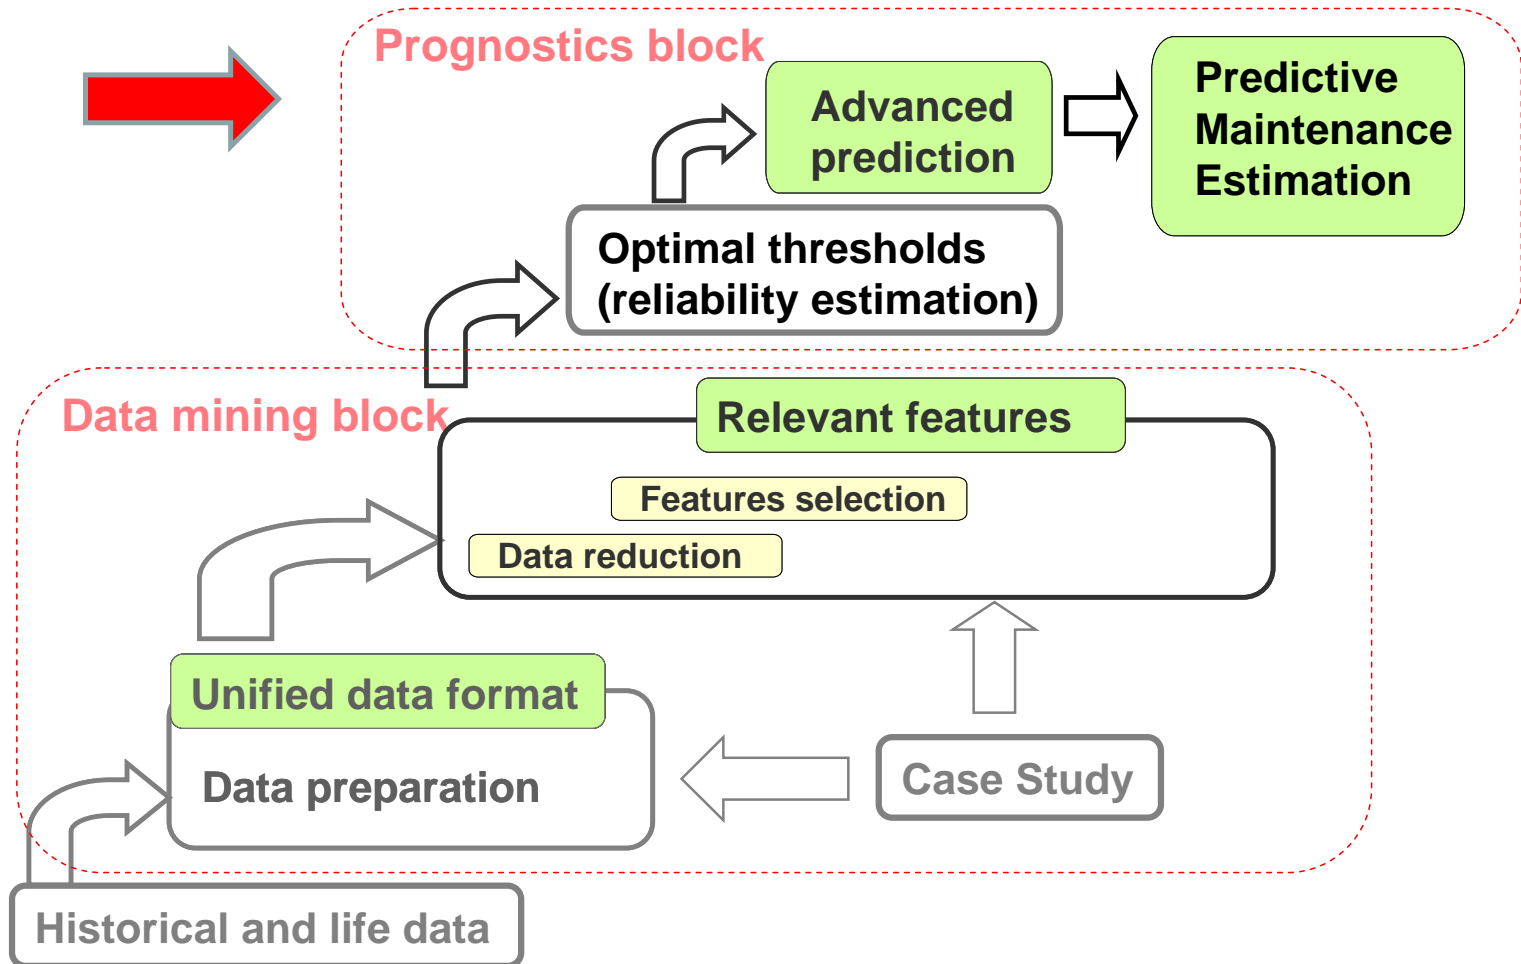 Prognostics block
Advanced
prediction
Predictive
Maintenance
Estimation
Optimal thresholds
(reliability estimation)
Data mining block
Relevant features
Features selection
Data reduction
Unified data format
Data preparation
Case Study
Historical and life data